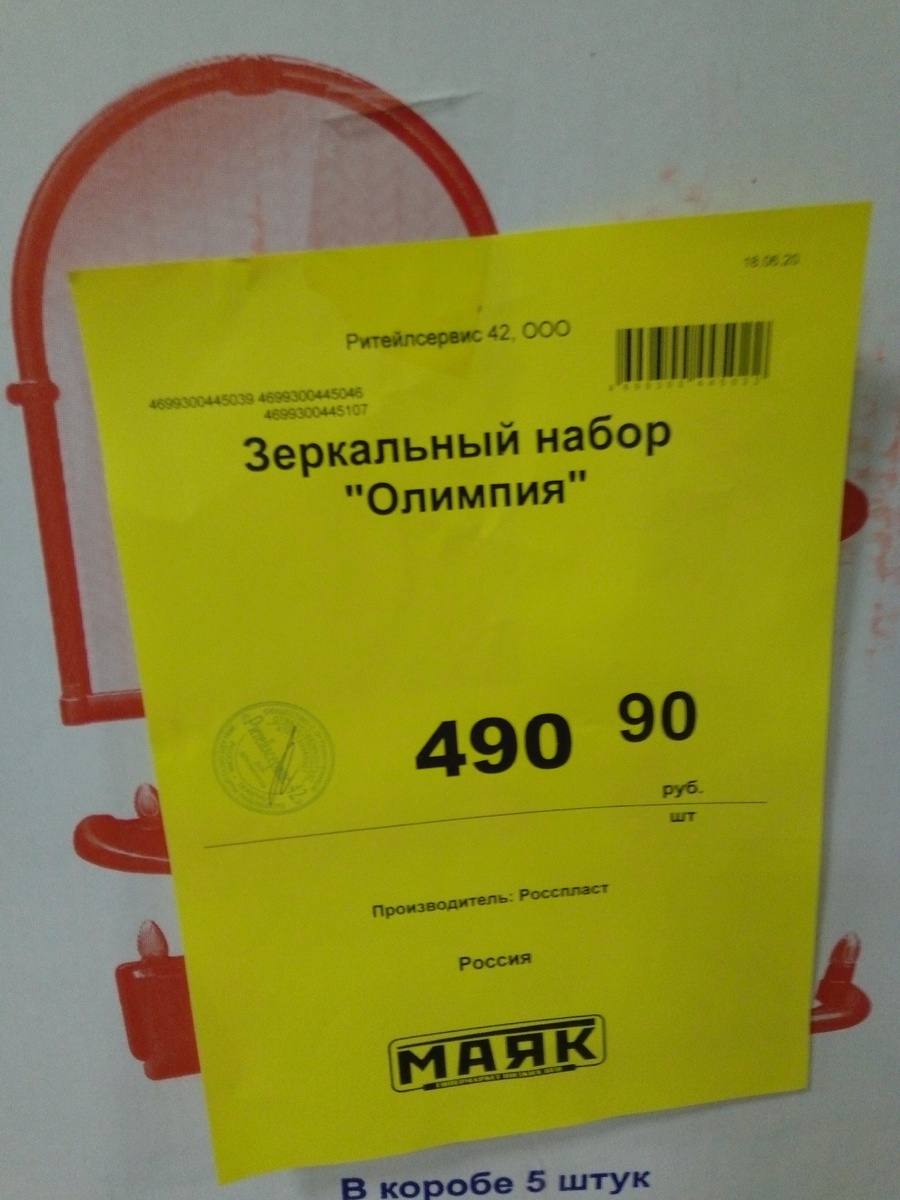 18.06.20
Ритейлсервис 42, ООО
4699300445039 4699300445046
4699300445107
Зеркальный набор
"Олимпия"
490 90
руб.
шт
Производитель: Росспласт
Россия
МАЯК
В коробе 5 штук